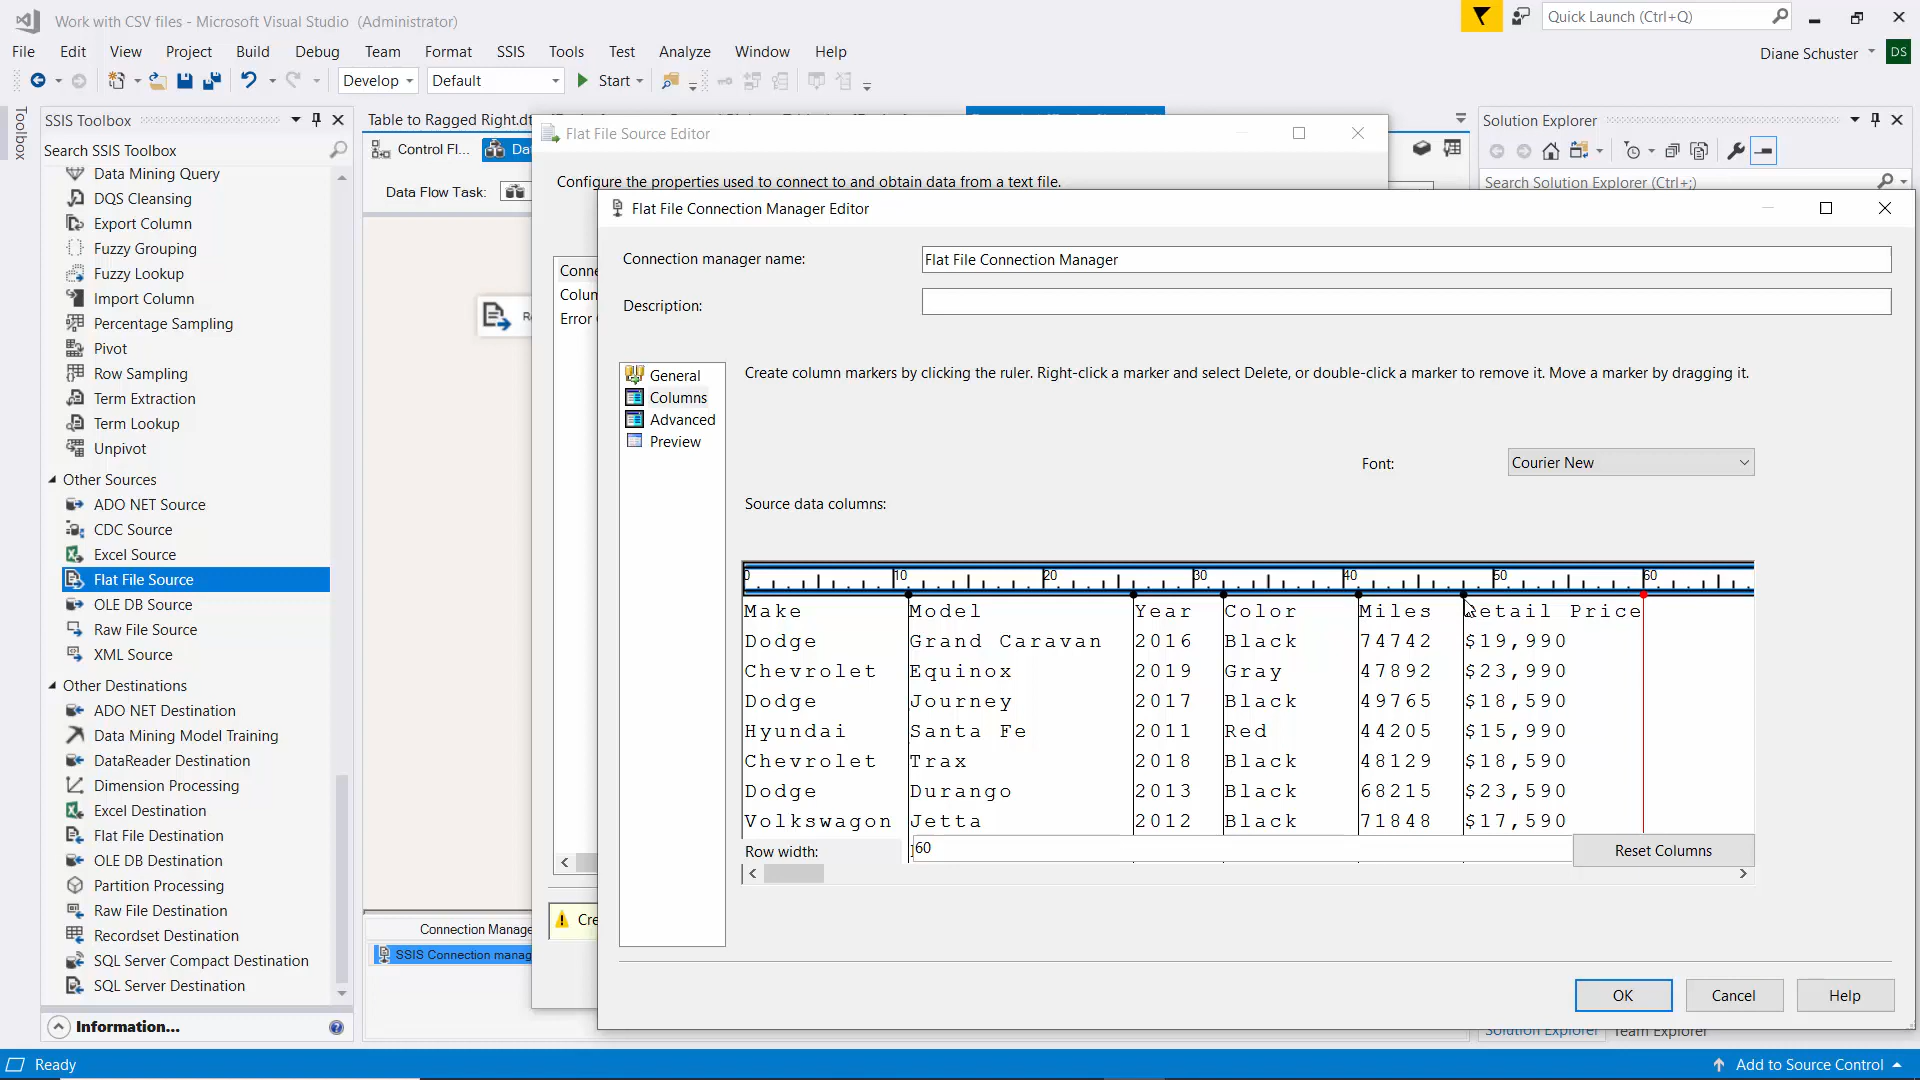 Work with CSV files - Microsoft Visual Studio (Administrator)
Quick Launch (Ctrl+Q)
File Edit View Project Build Debug Team Format SSIS Tools Test Analyze Window Help
Diane Schuster DS
Develop Default Start
Toolbox
SSIS Toolbox
Search SSIS Toolbox
Data Mining Query
DQS Cleansing
Export Column
Fuzzy Grouping
Fuzzy Lookup
Import Column
Percentage Sampling
Pivot
Row Sampling
Term Extraction
Term Lookup
Unpivot
Other Sources
ADO NET Source
CDC Source
Excel Source
Flat File Source
OLE DB Source
Raw File Source
XML Source
Other Destinations
ADO NET Destination
Data Mining Model Training
DataReader Destination
Dimension Processing
Excel Destination
Flat File Destination
OLE DB Destination
Partition Processing
Raw File Destination
Recordset Destination
SQL Server Compact Destination
SQL Server Destination
Information...
Table to Ragged Right.dt
Control Fl...
Da
Data Flow Task:
Connection Manage
SSIS Connection manag
Flat File Source Editor
Configure the properties used to connect to and obtain data from a text file.
Conne
Colum
Error
Cre
Solution Explorer
Search Solution Explorer (Ctrl+;)
Flat File Connection Manager Editor
Connection manager name: Flat File Connection Manager
Description:
General
Columns
Advanced
Preview
Create column markers by clicking the ruler. Right-click a marker and select Delete, or double-click a marker to remove it. Move a marker by dragging it.
Font: Courier New
Source data columns:
0 10 20 30 40 50 60
Make Model Year Color Miles Retail Price
Dodge Grand Caravan 2016 Black 74742 $19,990
Chevrolet Equinox 2019 Gray 47892 $23,990
Dodge Journey 2017 Black 49765 $18,590
Hyundai Santa Fe 2011 Red 44205 $15,990
Chevrolet Trax 2018 Black 48129 $18,590
Dodge Durango 2013 Black 68215 $23,590
Volkswagon Jetta 2012 Black 71848 $17,590
Row width: 60
Reset Columns
OK Cancel Help
Solution Explorer Team Explorer
Ready
Add to Source Control